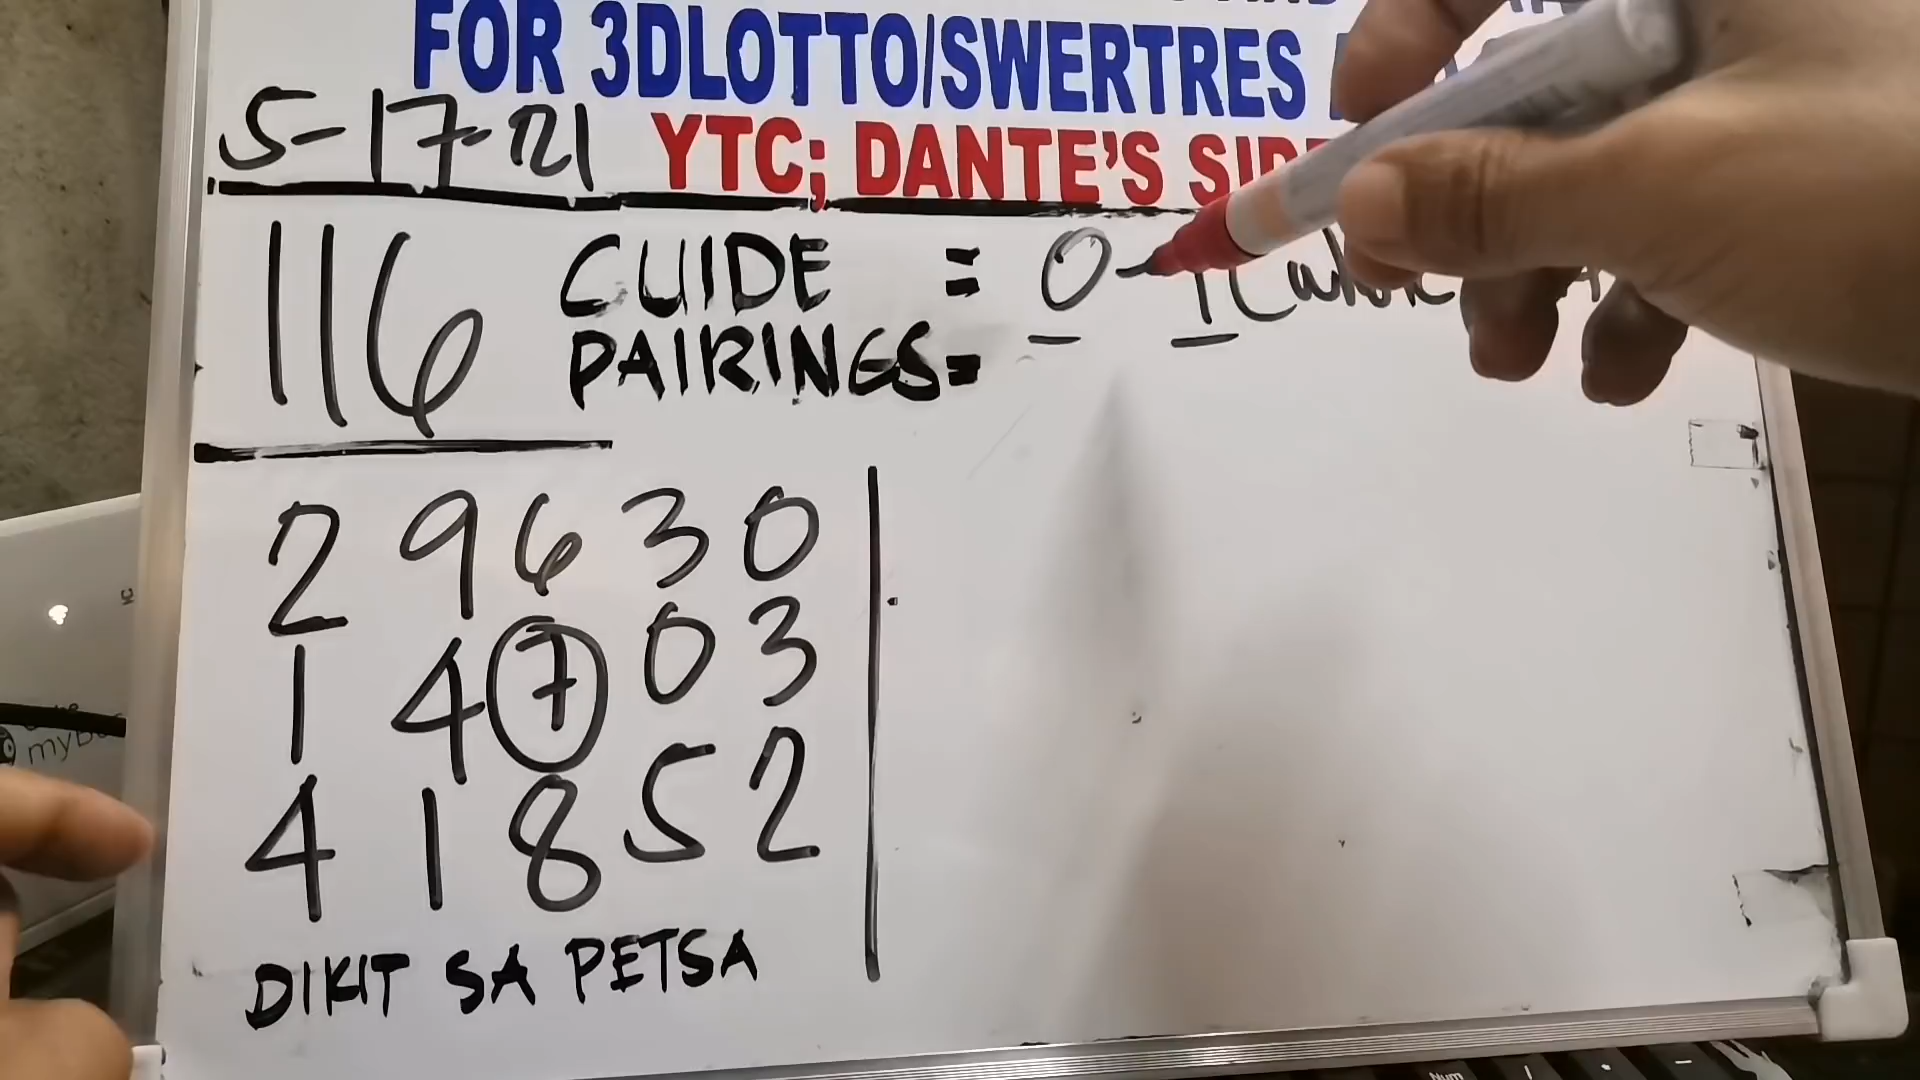 FOR 3DLOTTO/SWERTRES
5-17-21 YTC; DANTE'S
116 GUIDE = 0-1
PAIRINGS=
2 9 6 3 0
1 4 7 0 3
4 1 8 5 2
DIKIT SA PETSA
Num